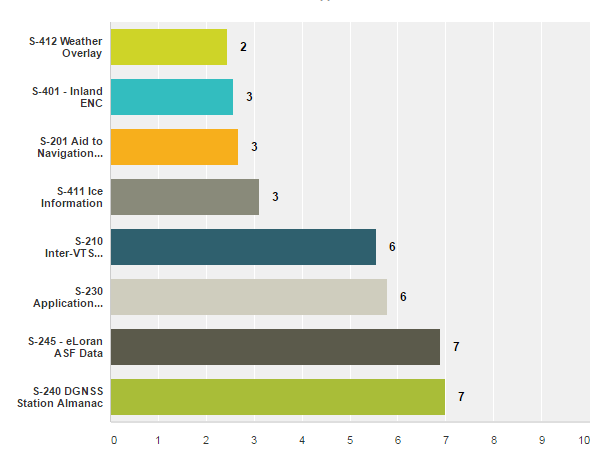 S-412 Weather
Overlay
2
S-401 - Inland
ENC
3
S-201 Aid to
Navigation...
3
S-411 Ice
Information
3
S-210
Inter-VTS...
6
S-230
Application...
6
S-245 - eLoran
ASF Data
7
S-240 DGNSS
Station Almanac
7
0 1 2 3 4 5 6 7 8 9 10